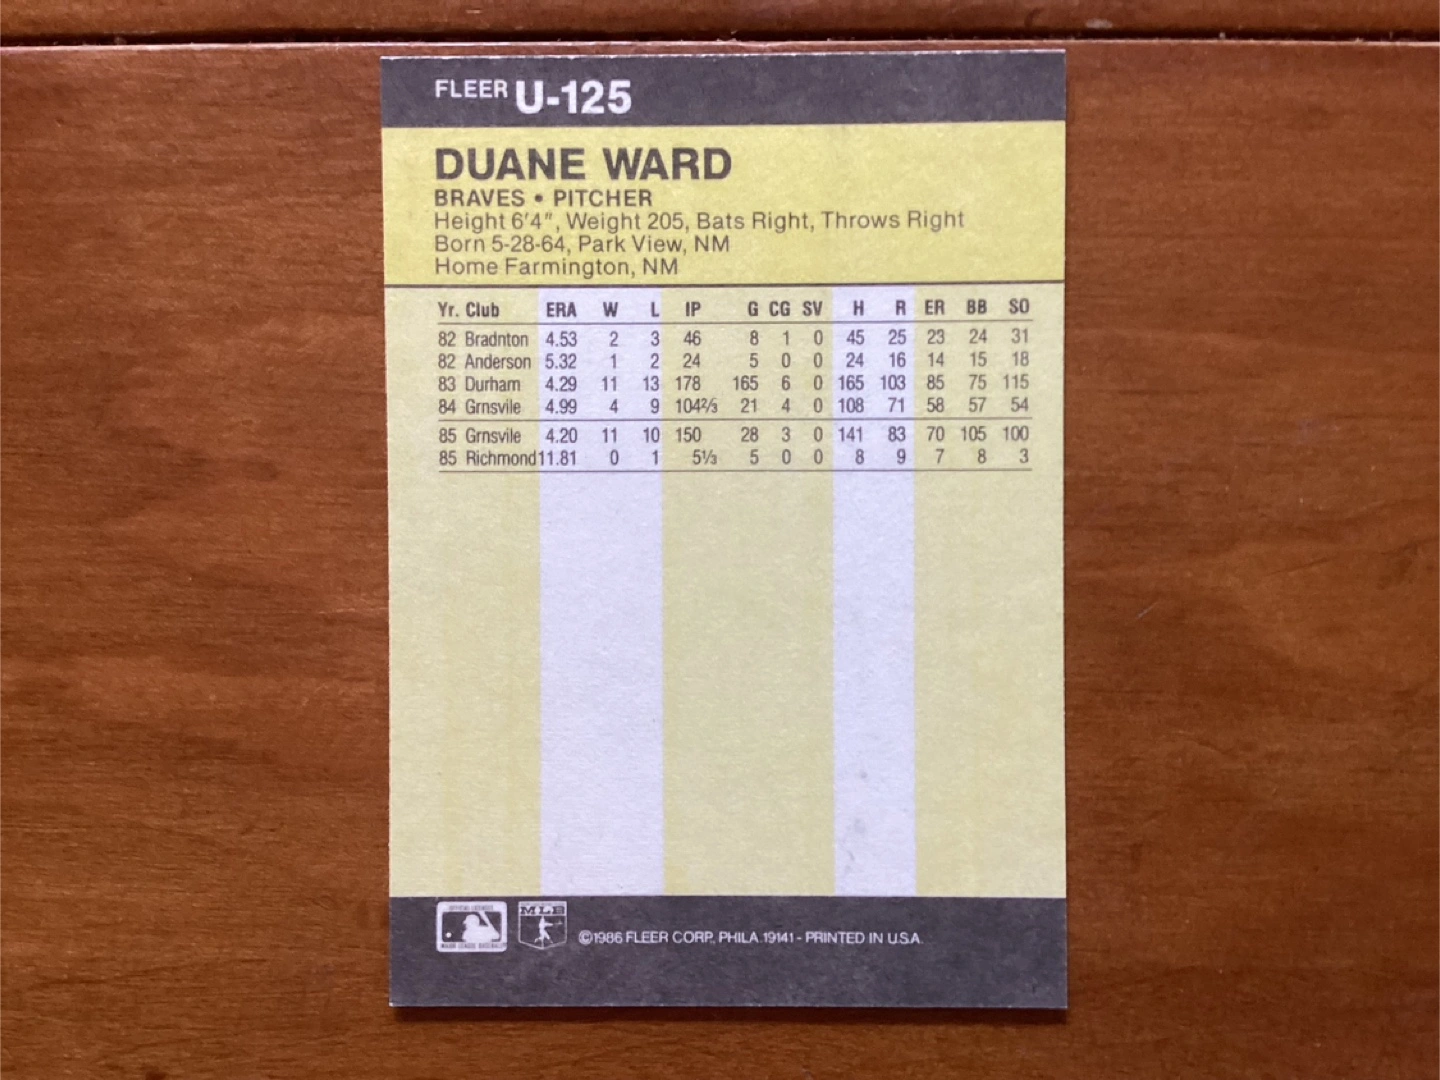 FLEER U-125
DUANE WARD
BRAVES • PITCHER
Height 6'4", Weight 205, Bats Right, Throws Right
Born 5-28-64, Park View, NM
Home Farmington, NM
Yr. Club ERA W L IP G CG SV H R ER BB SO
82 Bradnton 4.53 2 3 46 8 1 0 45 25 23 24 31
82 Anderson 5.32 1 2 24 5 0 0 24 16 14 15 18
83 Durham 4.29 11 13 178 165 6 0 165 103 85 75 115
84 Grnsvile 4.99 4 9 104⅔ 21 4 0 108 71 58 57 54
85 Grnsvile 4.20 11 10 150 28 3 0 141 83 70 105 100
85 Richmond 11.81 0 1 5⅓ 5 0 0 8 9 7 8 3
OFFICIAL LICENSEE
MAJOR LEAGUE BASEBALL
MLB
©1986 FLEER CORP. PHILA. 19141 - PRINTED IN U.S.A.